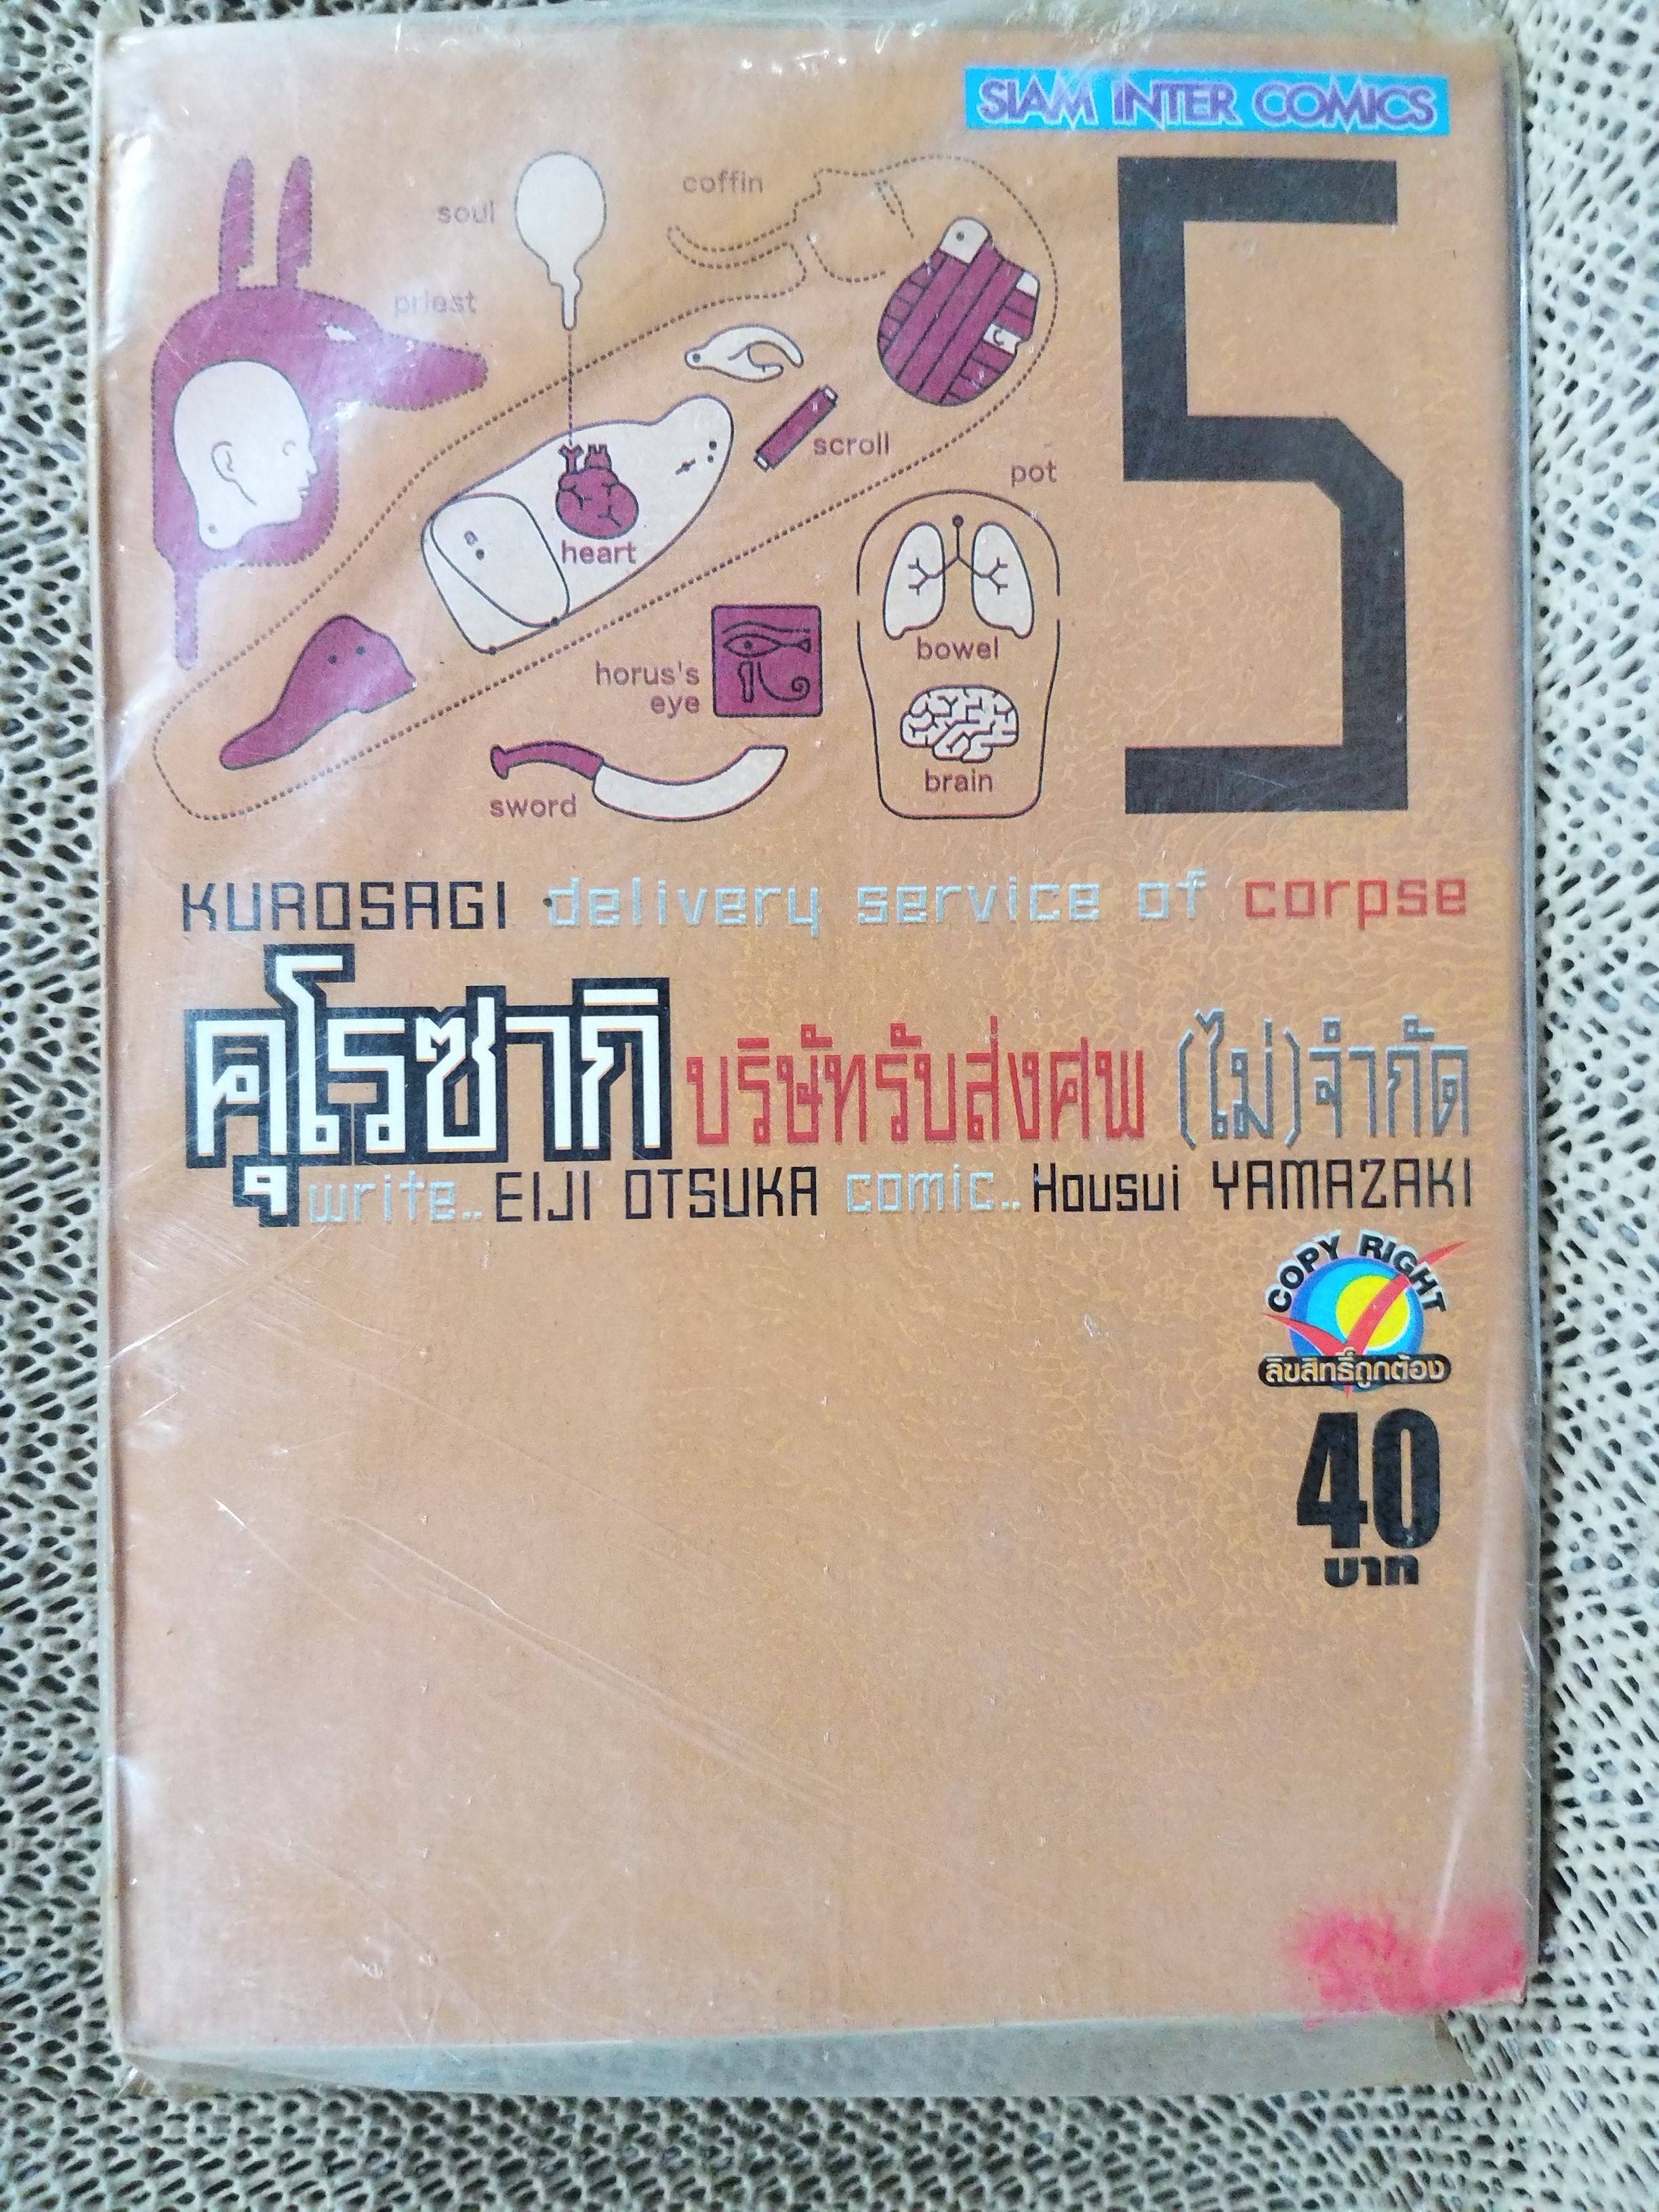 SIAM INTER COMICS
5
coffin
soul
priest
scroll
pot
heart
bowel
horus's
eye
brain
sword
KUROSAGI delivery service of corpse
คุโรซากิ บริษัทรับส่งศพ (ไม่)จำกัด
write.. EIJI OTSUKA comic.. Housui YAMAZAKI
COPY RIGHT
ลิขสิทธิ์ถูกต้อง
40
บาท